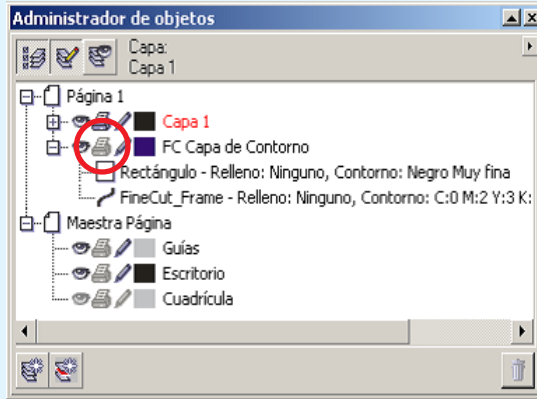 Administrador de objetos
Capa:
Capa 1
Página 1
Capa 1
FC Capa de Contorno
Rectángulo - Relleno: Ninguno, Contorno: Negro Muy fina
FineCut_Frame - Relleno: Ninguno, Contorno: C:0 M:2 Y:3 K:
Maestra Página
Guías
Escritorio
Cuadrícula